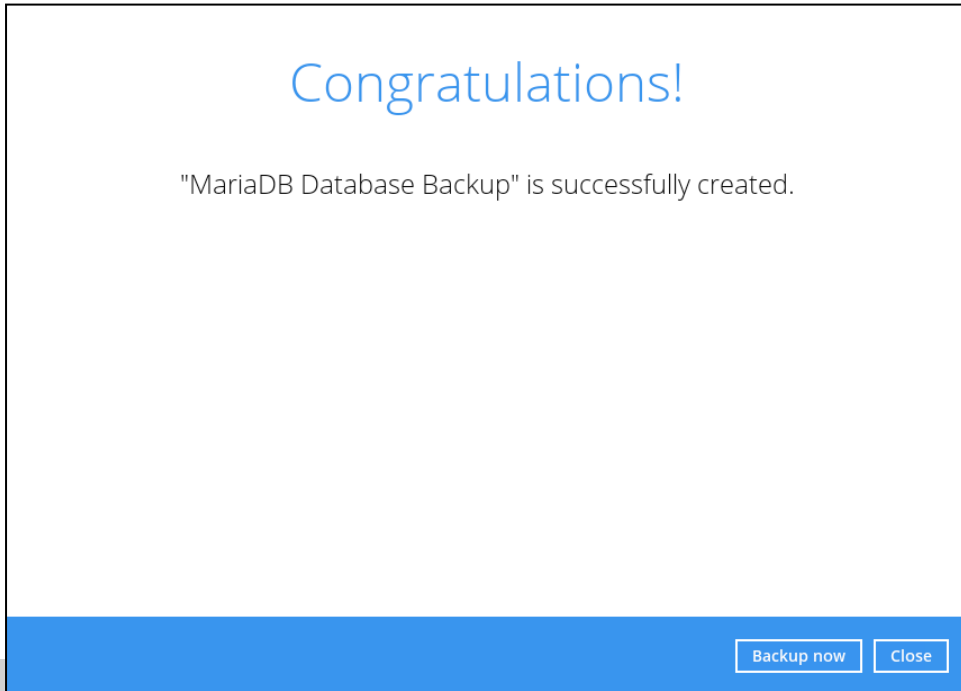 Congratulations!
"MariaDB Database Backup" is successfully created.
Backup now
Close